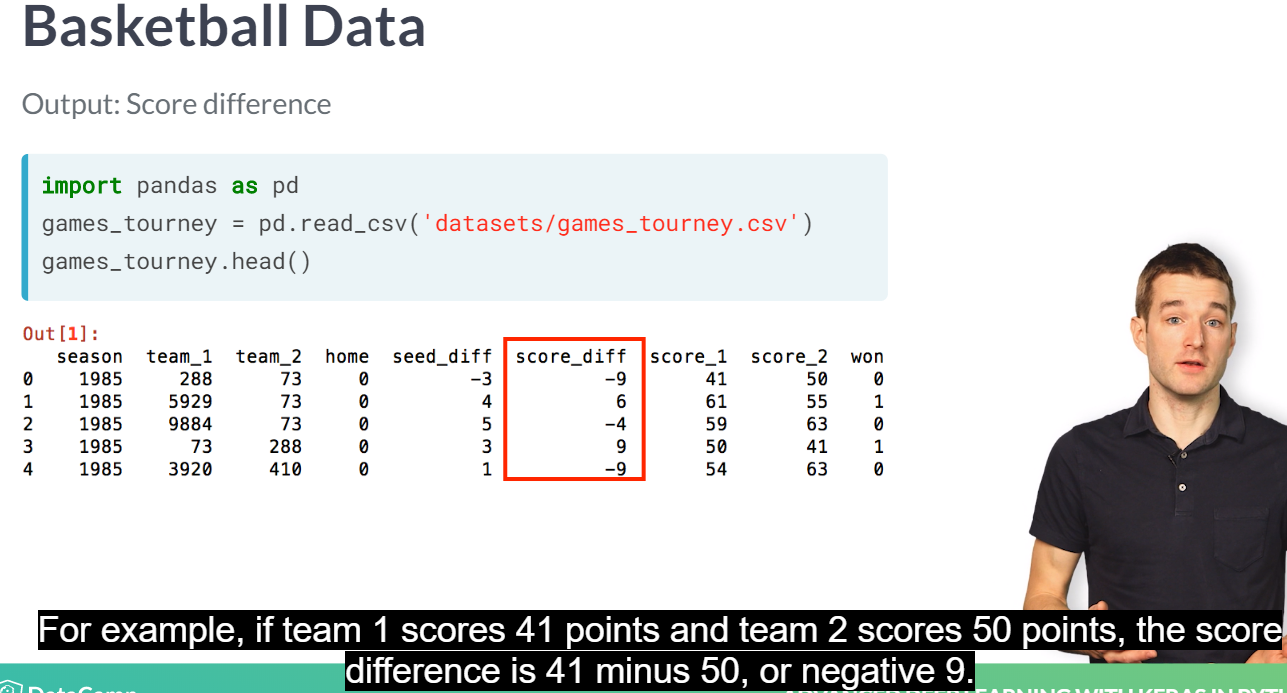 Basketball Data
Output: Score difference
import pandas as pd
games_tourney = pd.read_csv('datasets/games_tourney.csv')
games_tourney.head()
Out[1]:
season team_1 team_2 home seed_diff score_diff score_1 score_2 won
0 1985 288 73 0 -3 -9 41 50 0
1 1985 5929 73 0 4 6 61 55 1
2 1985 9884 73 0 5 -4 59 63 0
3 1985 73 288 0 3 9 50 41 1
4 1985 3920 410 0 1 -9 54 63 0
For example, if team 1 scores 41 points and team 2 scores 50 points, the score
difference is 41 minus 50, or negative 9.
DataCamp
LEARNING WITH KERAS IN